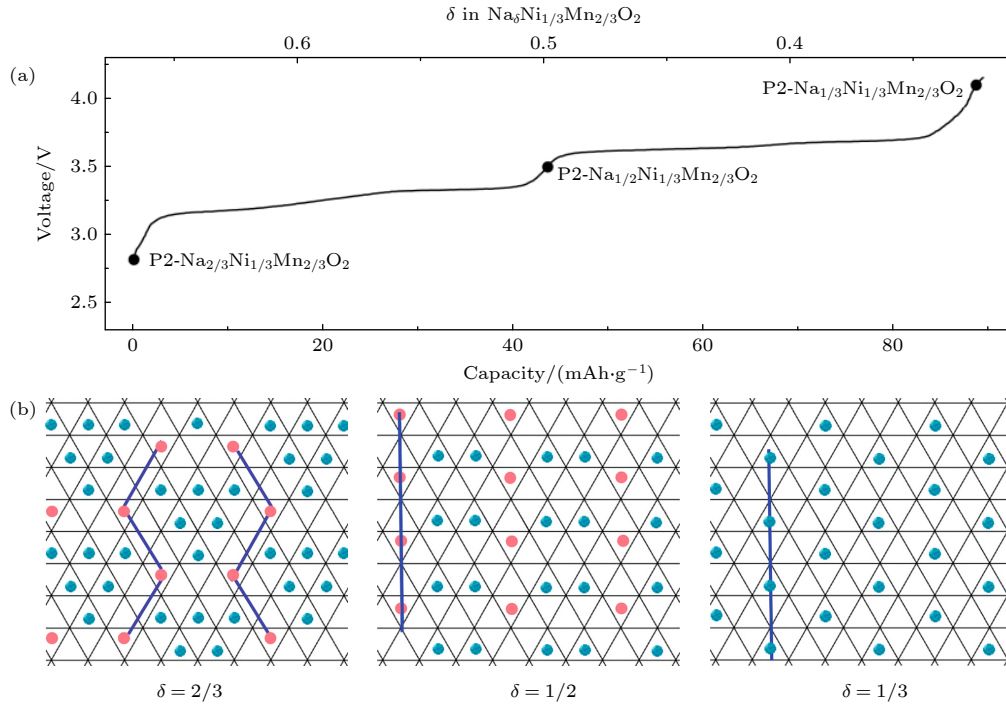 δ in Na_δNi_{1/3}Mn_{2/3}O_2
0.6 0.5 0.4
(a)
4.0
3.5
3.0
2.5
Voltage/V
P2-Na_{1/3}Ni_{1/3}Mn_{2/3}O_2
P2-Na_{1/2}Ni_{1/3}Mn_{2/3}O_2
P2-Na_{2/3}Ni_{1/3}Mn_{2/3}O_2
0 20 40 60 80
Capacity/(mAh·g⁻¹)
(b)
δ = 2/3 δ = 1/2 δ = 1/3